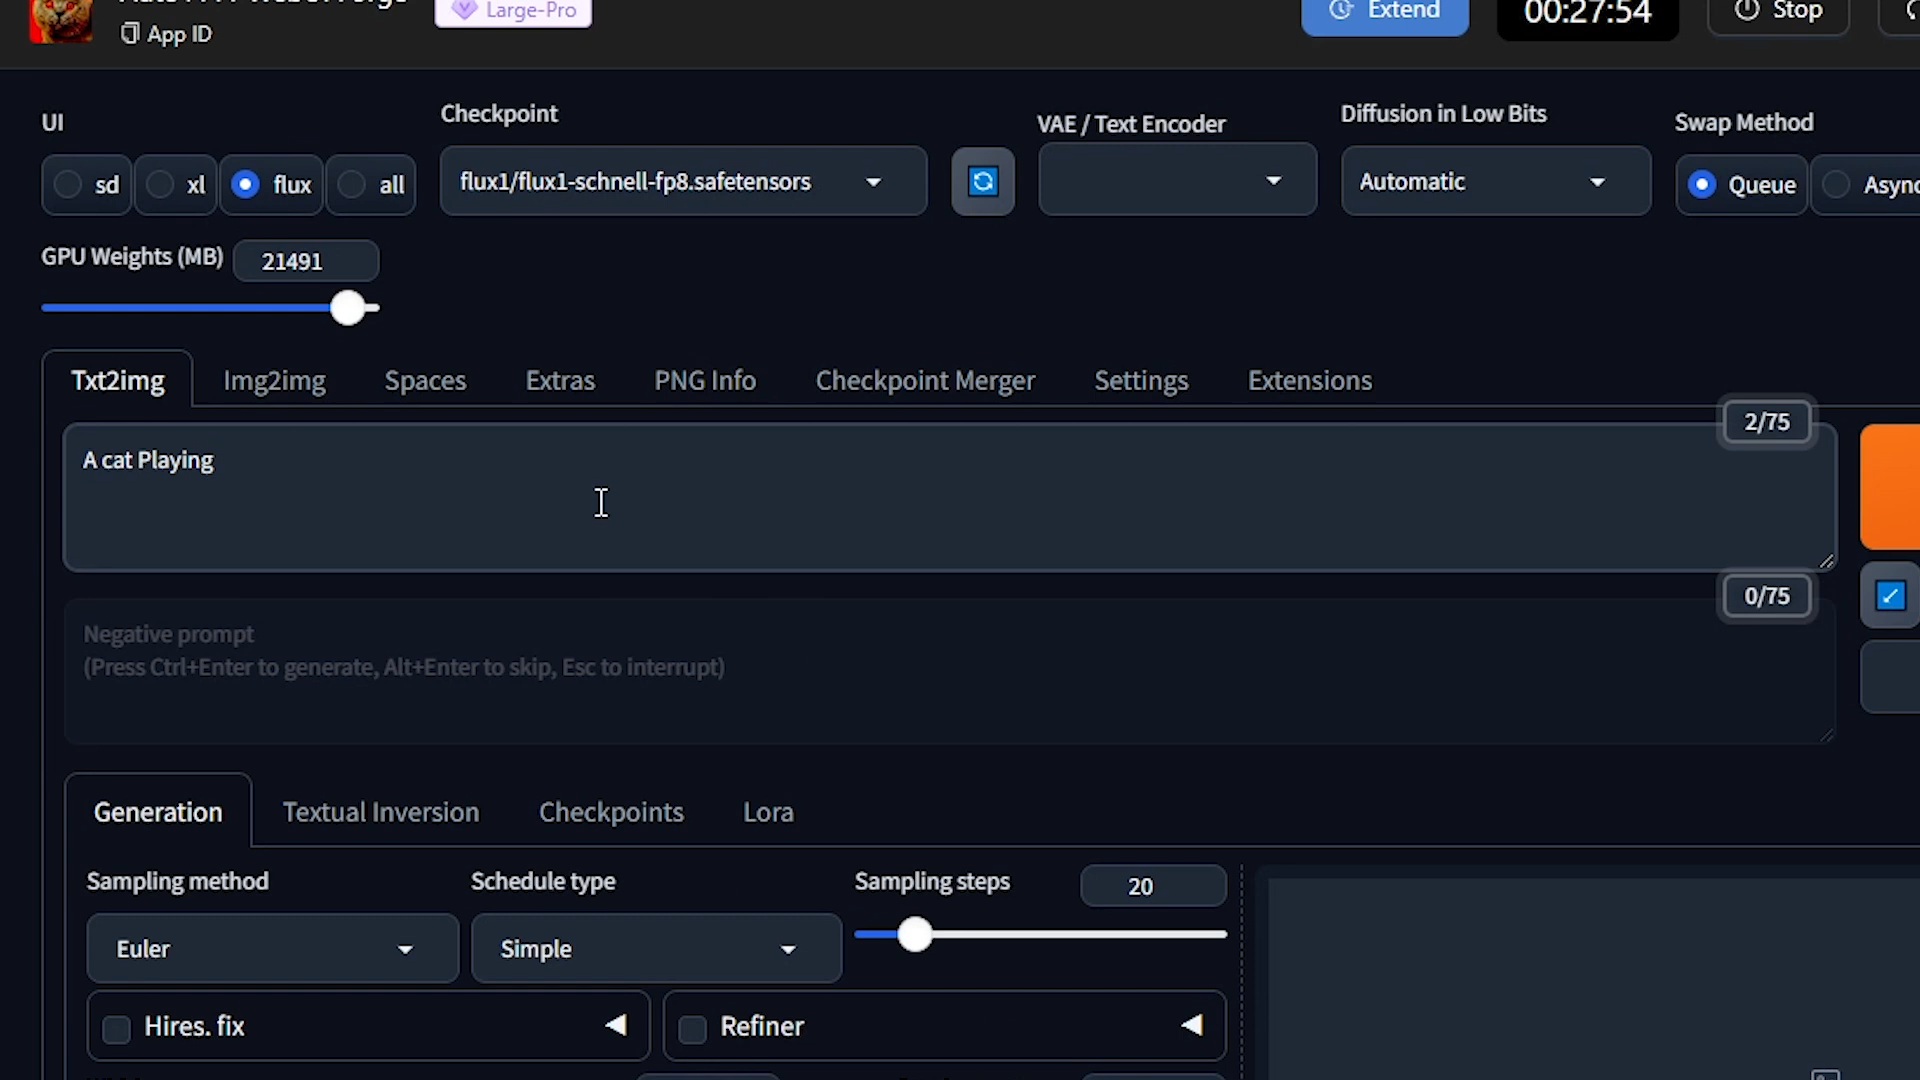 App ID
Large-Pro
Extend
00:27:54
Stop
UI
sd
xl
flux
all
Checkpoint
flux1/flux1-schnell-fp8.safetensors
VAE / Text Encoder
Diffusion in Low Bits
Automatic
Swap Method
Queue
Async
GPU Weights (MB)
21491
Txt2img
Img2img
Spaces
Extras
PNG Info
Checkpoint Merger
Settings
Extensions
2/75
A cat Playing
0/75
Negative prompt
(Press Ctrl+Enter to generate, Alt+Enter to skip, Esc to interrupt)
Generation
Textual Inversion
Checkpoints
Lora
Sampling method
Euler
Schedule type
Simple
Sampling steps
20
Hires. fix
Refiner